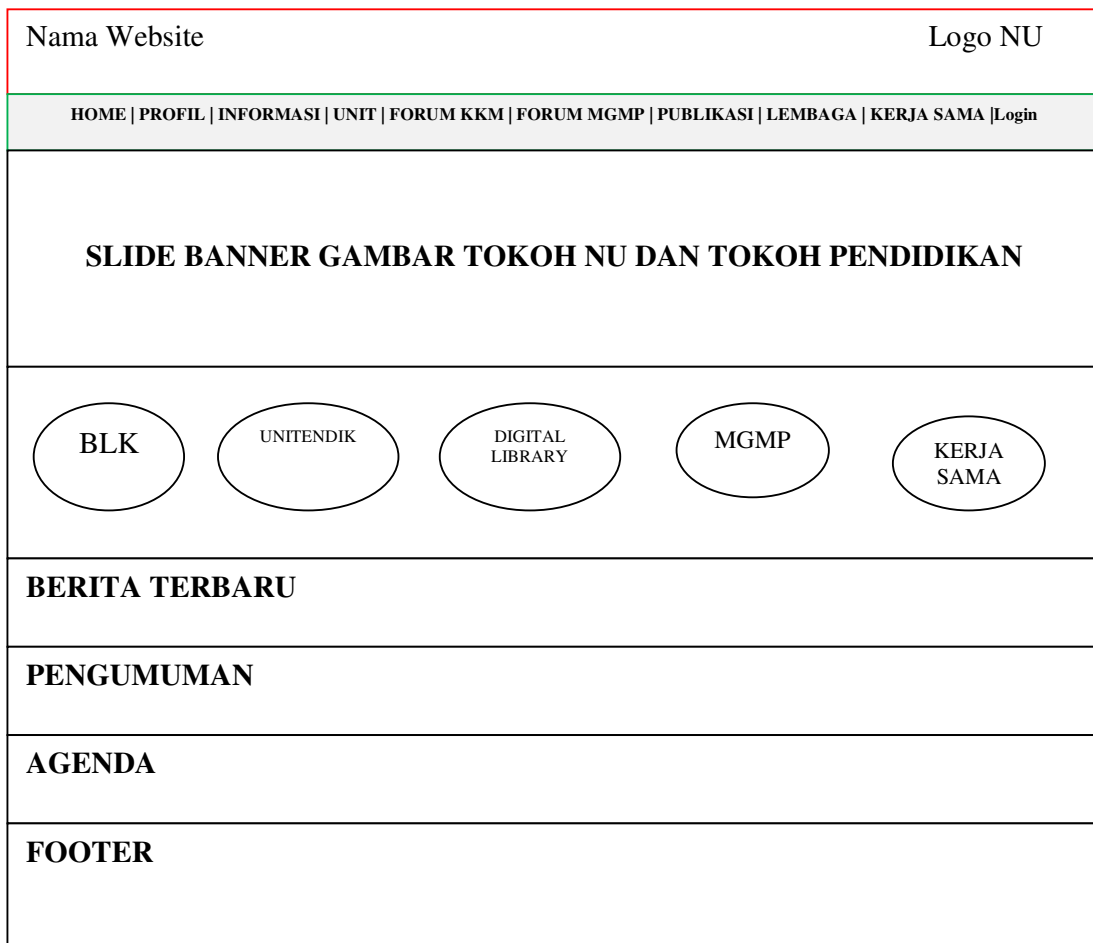 Nama Website Logo NU
HOME | PROFIL | INFORMASI | UNIT | FORUM KKM | FORUM MGMP | PUBLIKASI | LEMBAGA | KERJA SAMA |Login
SLIDE BANNER GAMBAR TOKOH NU DAN TOKOH PENDIDIKAN
BLK
UNITENDIK
DIGITAL
LIBRARY
MGMP
KERJA
SAMA
BERITA TERBARU
PENGUMUMAN
AGENDA
FOOTER